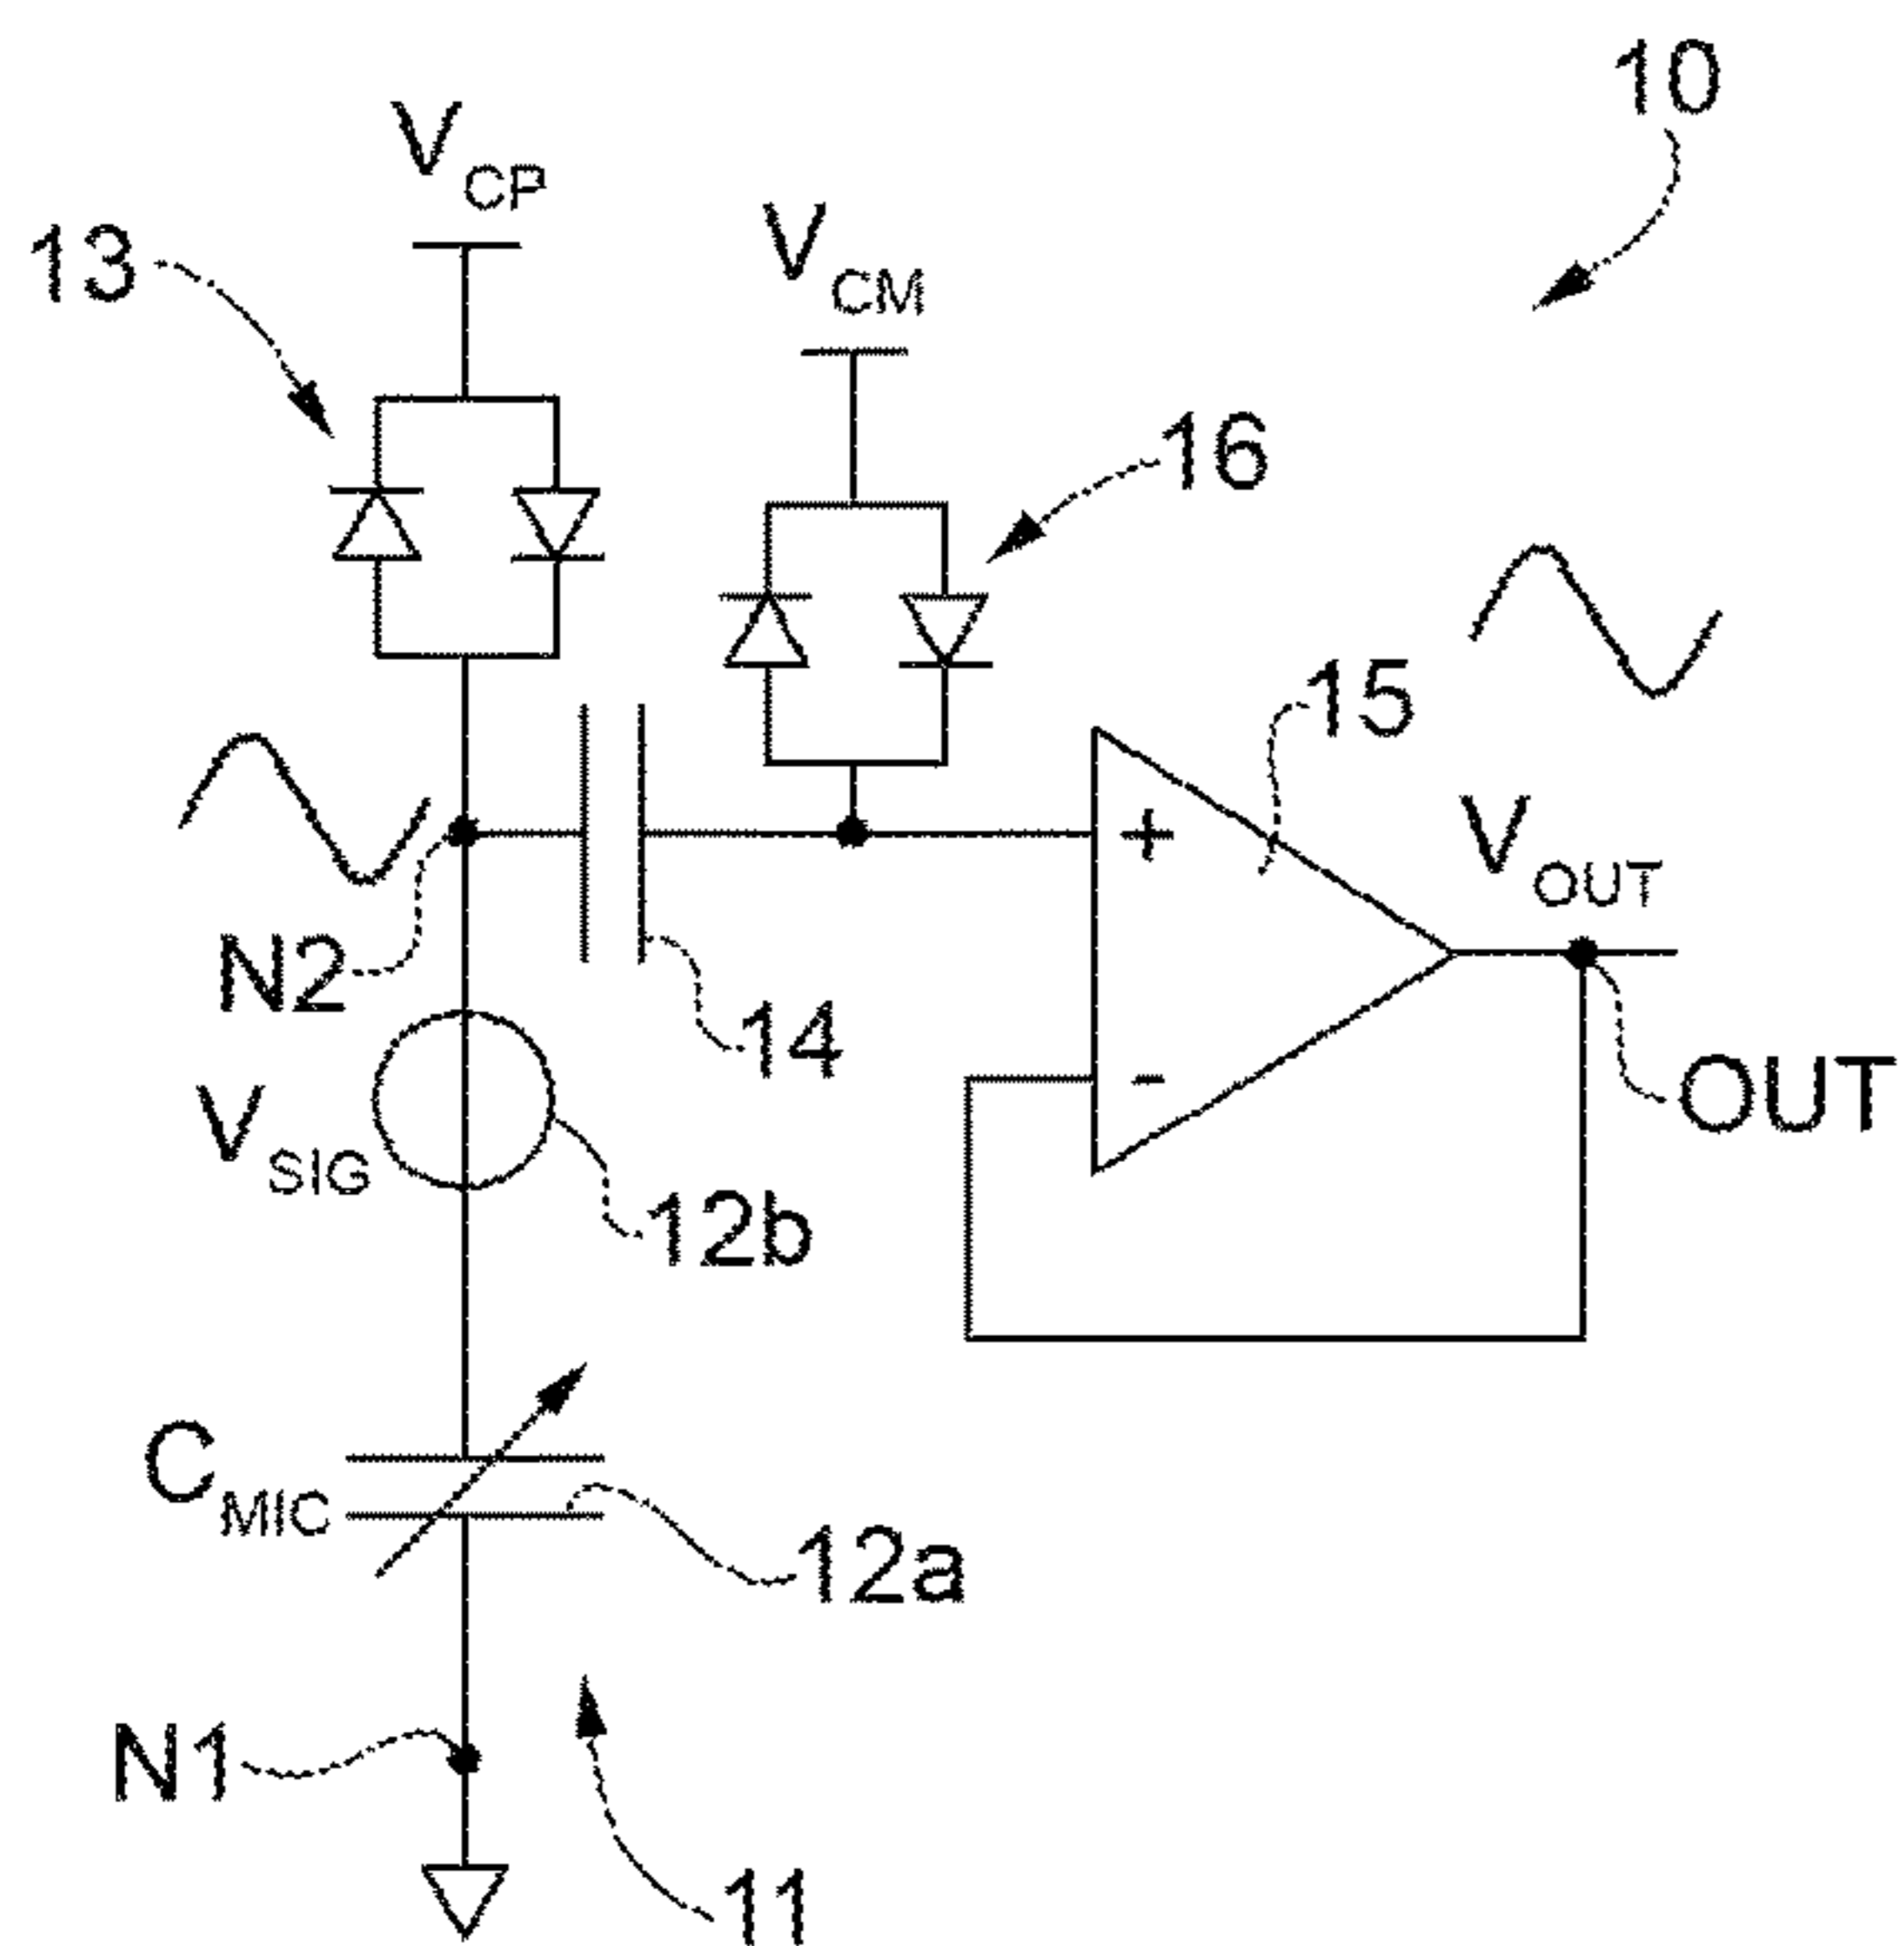 10
V_CP
13
V_CM
16
15
V_OUT
+
N2
14
-
OUT
V_SIG
12b
C_MIC
12a
N1
11